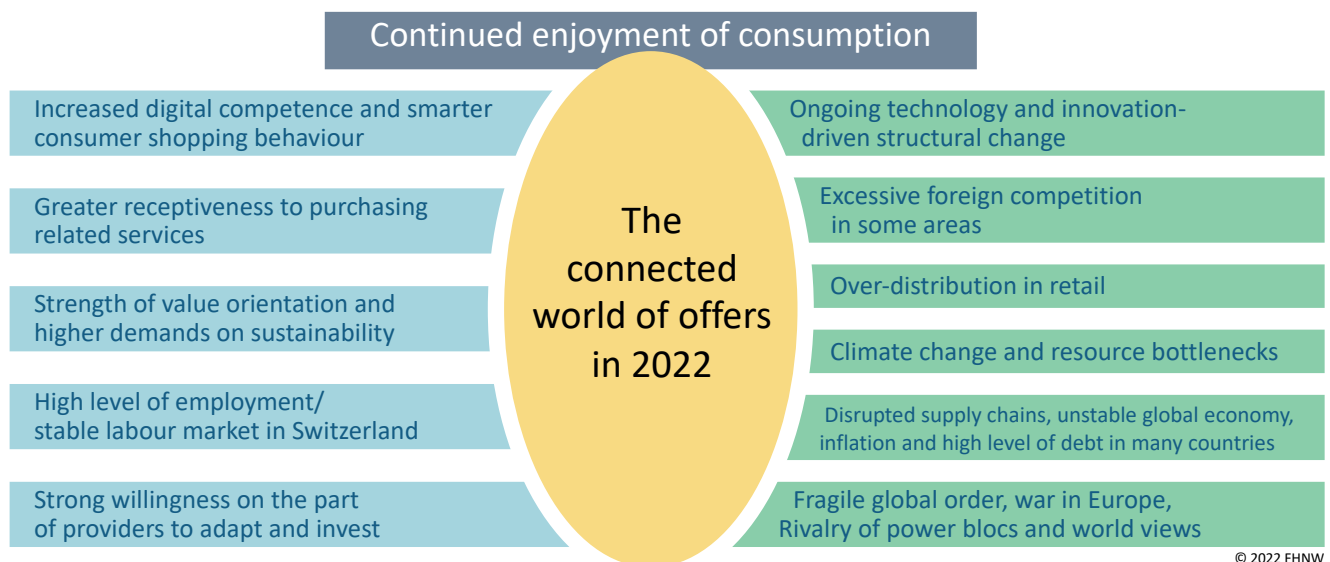 Continued enjoyment of consumption
Increased digital competence and smarter
consumer shopping behaviour
Greater receptiveness to purchasing
related services
Strength of value orientation and
higher demands on sustainability
High level of employment/
stable labour market in Switzerland
Strong willingness on the part
of providers to adapt and invest
The
connected
world of offers
in 2022
Ongoing technology and innovation-
driven structural change
Excessive foreign competition
in some areas
Over-distribution in retail
Climate change and resource bottlenecks
Disrupted supply chains, unstable global economy,
inflation and high level of debt in many countries
Fragile global order, war in Europe,
Rivalry of power blocs and world views
© 2022 FHNW